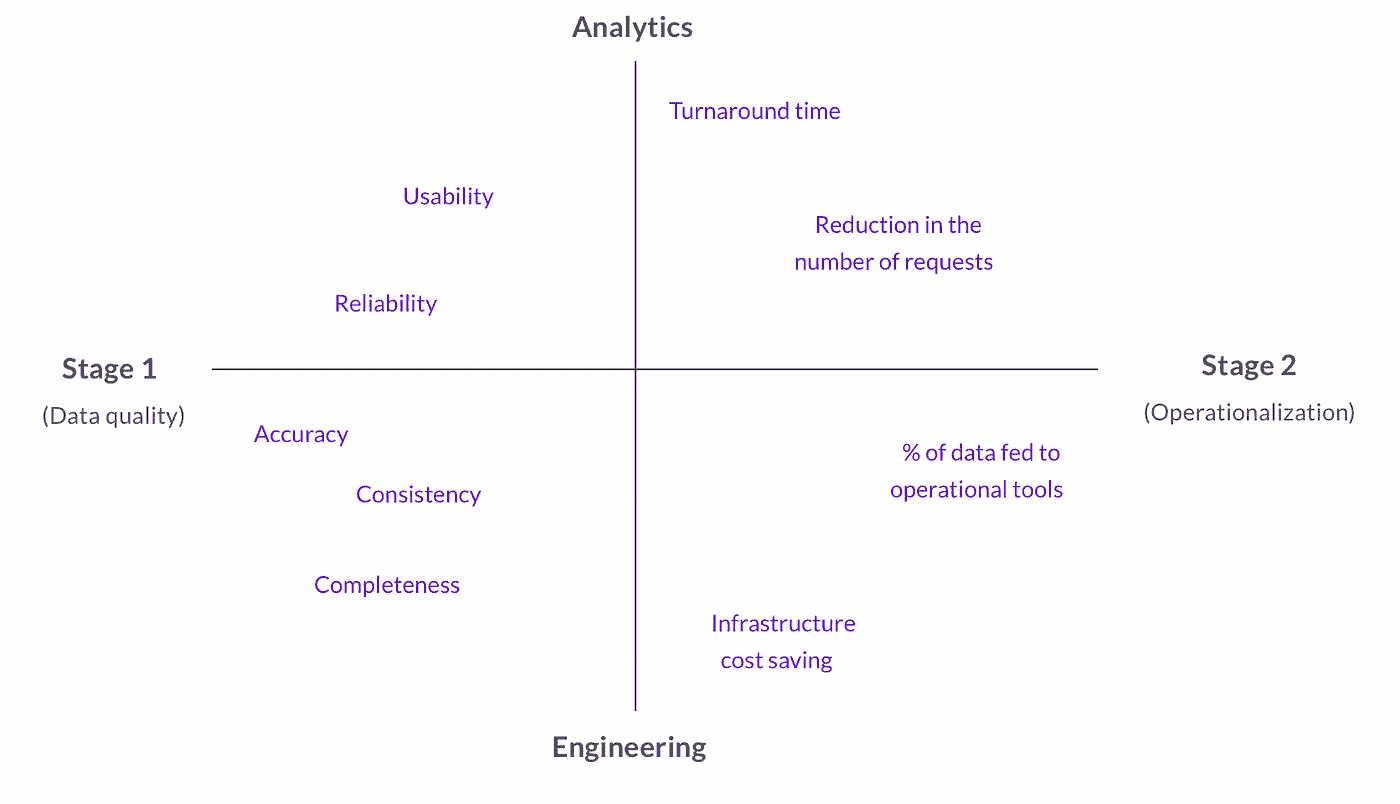 Analytics
Turnaround time
Usability
Reduction in the
number of requests
Reliability
Stage 1
(Data quality)
Stage 2
(Operationalization)
Accuracy
% of data fed to
operational tools
Consistency
Completeness
Infrastructure
cost saving
Engineering